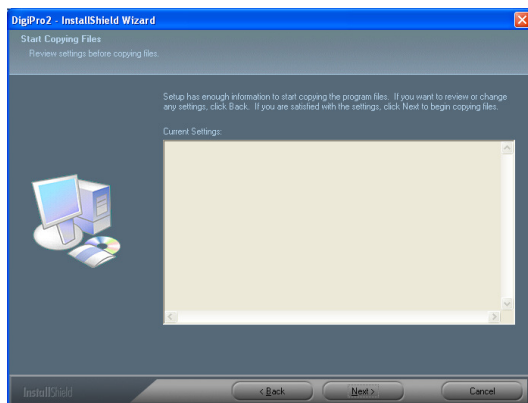 DigiPro2 - InstallShield Wizard
Start Copying Files
Review settings before copying files.
Setup has enough information to start copying the program files. If you want to review or change
any settings, click Back. If you are satisfied with the settings, click Next to begin copying files.
Current Settings:
InstallShield
< Back
Next >
Cancel